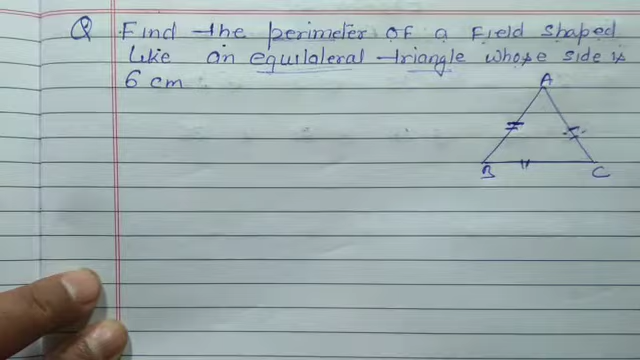 Q Find the perimeter of a field shaped
like an equilateral triangle whose side is
6 cm
A
B
C